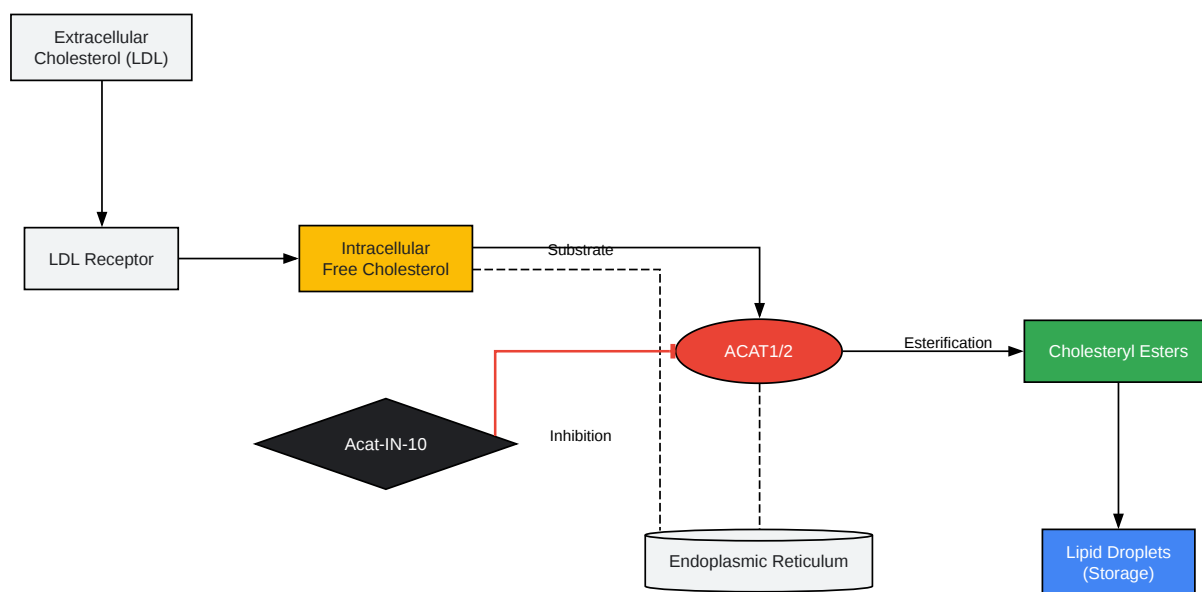 Extracellular
Cholesterol (LDL)
LDL Receptor
Intracellular
Free Cholesterol
Substrate
ACAT1/2
Esterification
Cholesteryl Esters
Acat-IN-10
Inhibition
Endoplasmic Reticulum
Lipid Droplets
(Storage)